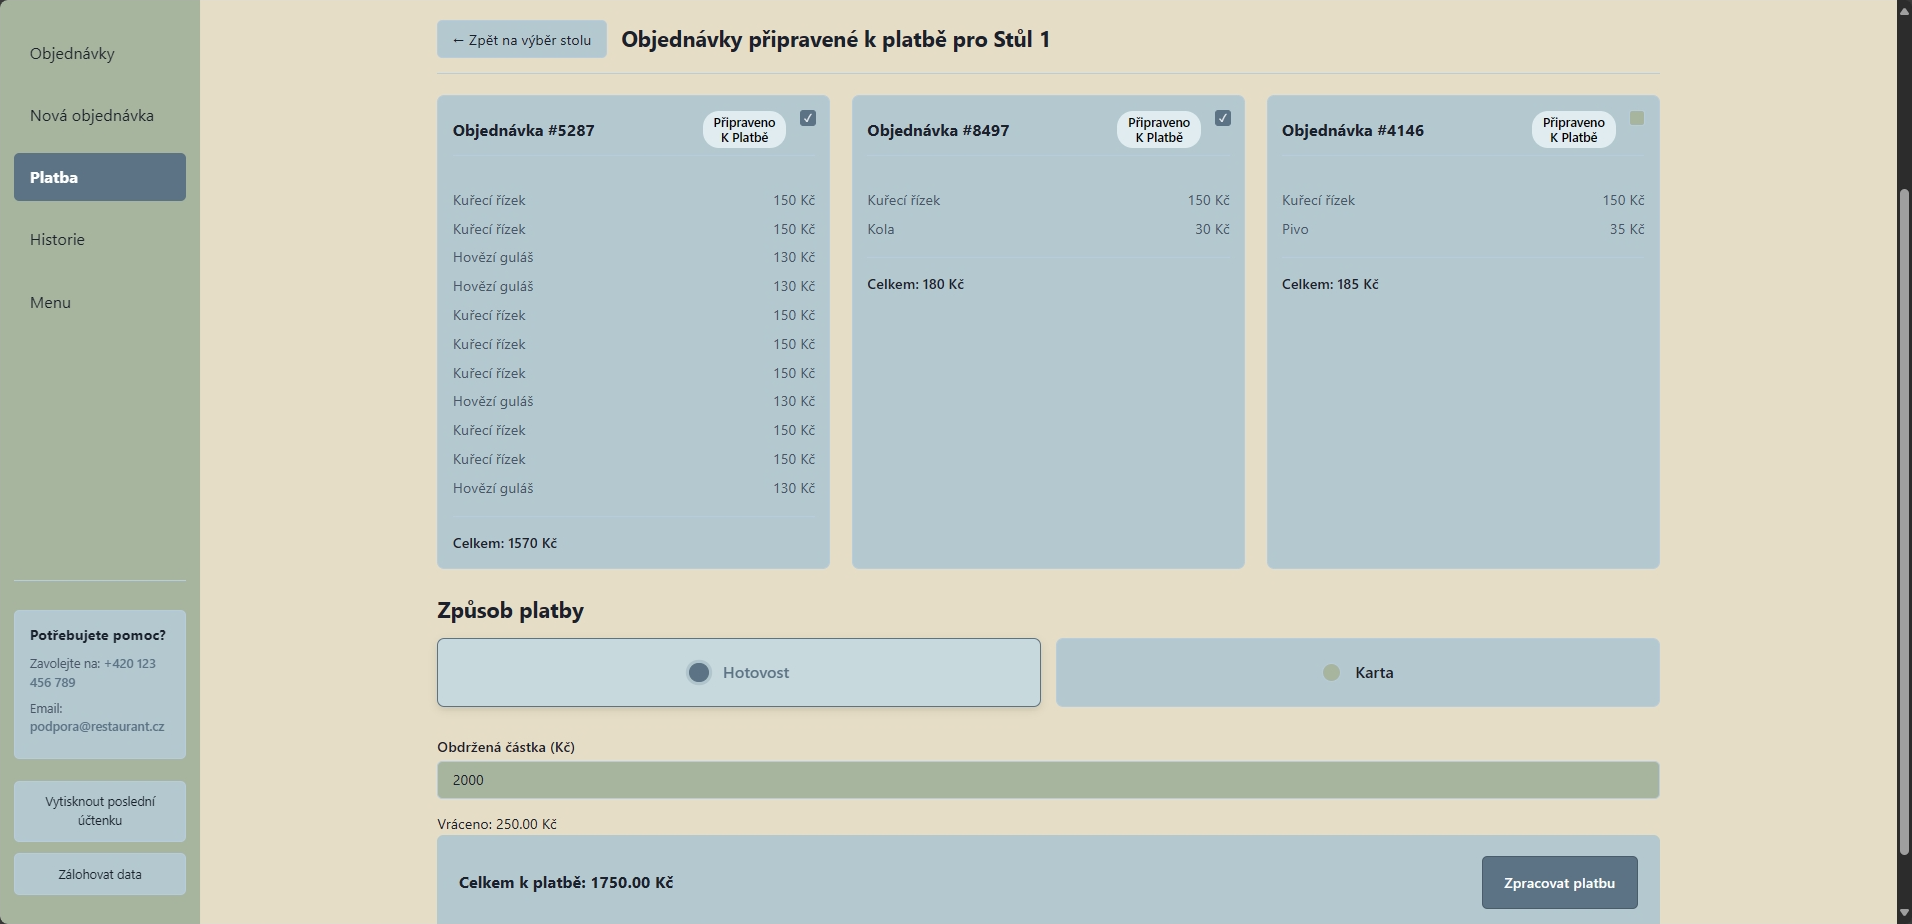 Objednávky
Nová objednávka
Platba
Historie
Menu
Potřebujete pomoc?
Zavolejte na: +420 123
456 789
Email:
podpora@restaurant.cz
Vytisknout poslední
účtenku
Zálohovat data
← Zpět na výběr stolu
Objednávky připravené k platbě pro Stůl 1
Objednávka #5287
Připraveno
K Platbě
Kuřecí řízek 150 Kč
Kuřecí řízek 150 Kč
Hovězí guláš 130 Kč
Hovězí guláš 130 Kč
Kuřecí řízek 150 Kč
Kuřecí řízek 150 Kč
Kuřecí řízek 150 Kč
Hovězí guláš 130 Kč
Kuřecí řízek 150 Kč
Kuřecí řízek 150 Kč
Hovězí guláš 130 Kč
Celkem: 1570 Kč
Objednávka #8497
Připraveno
K Platbě
Kuřecí řízek 150 Kč
Kola 30 Kč
Celkem: 180 Kč
Objednávka #4146
Připraveno
K Platbě
Kuřecí řízek 150 Kč
Pivo 35 Kč
Celkem: 185 Kč
Způsob platby
Hotovost
Karta
Obdržená částka (Kč)
2000
Vráceno: 250.00 Kč
Celkem k platbě: 1750.00 Kč
Zpracovat platbu